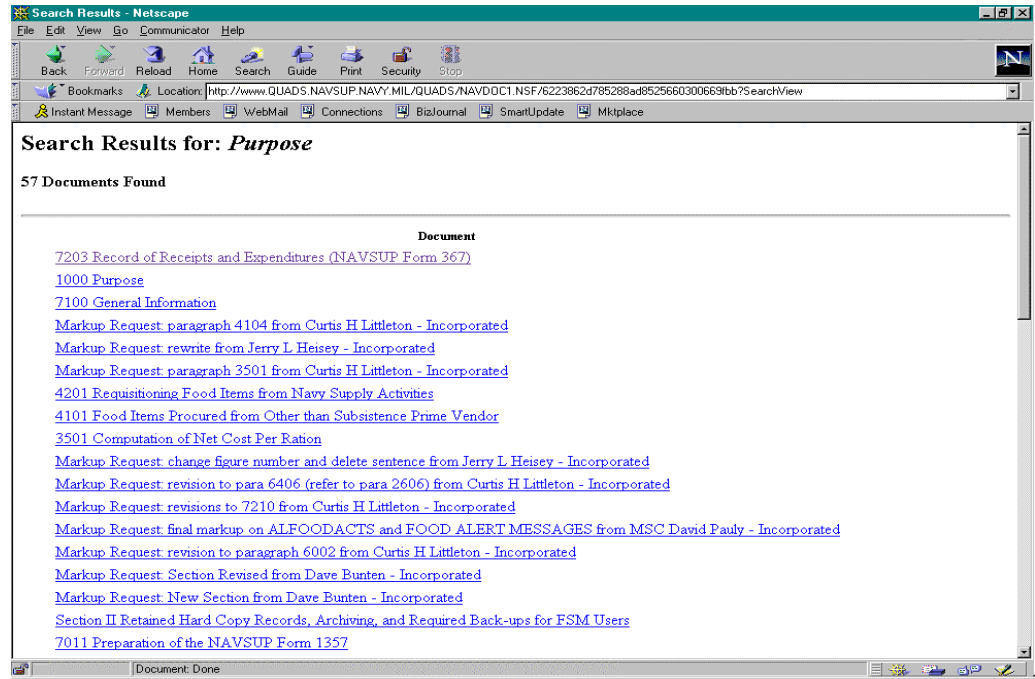 Search Results - Netscape
File Edit View Go Communicator Help
Back Forward Reload Home Search Guide Print Security Stop
N
Bookmarks Location: http://www.QUADS.NAVSUP.NAVY.MIL/QUADS/NAVDOC1.NSF/6223862d785288ad8525660300669fbb?SearchView
Instant Message Members WebMail Connections BizJournal SmartUpdate Mktplace
Search Results for: Purpose
57 Documents Found
Document
7203 Record of Receipts and Expenditures (NAVSUP Form 367)
1000 Purpose
7100 General Information
Markup Request: paragraph 4104 from Curtis H Littleton - Incorporated
Markup Request: rewrite from Jerry L Heisey - Incorporated
Markup Request: paragraph 3501 from Curtis H Littleton - Incorporated
4201 Requisitioning Food Items from Navy Supply Activities
4101 Food Items Procured from Other than Subsistence Prime Vendor
3501 Computation of Net Cost Per Ration
Markup Request: change figure number and delete sentence from Jerry L Heisey - Incorporated
Markup Request: revision to para 6406 (refer to para 2606) from Curtis H Littleton - Incorporated
Markup Request: revisions to 7210 from Curtis H Littleton - Incorporated
Markup Request: final markup on ALFOODACTS and FOOD ALERT MESSAGES from MSC David Pauly - Incorporated
Markup Request: revision to paragraph 6002 from Curtis H Littleton - Incorporated
Markup Request: Section Revised from Dave Bunten - Incorporated
Markup Request: New Section from Dave Bunten - Incorporated
Section II Retained Hard Copy Records, Archiving, and Required Back-ups for FSM Users
7011 Preparation of the NAVSUP Form 1357
Document: Done